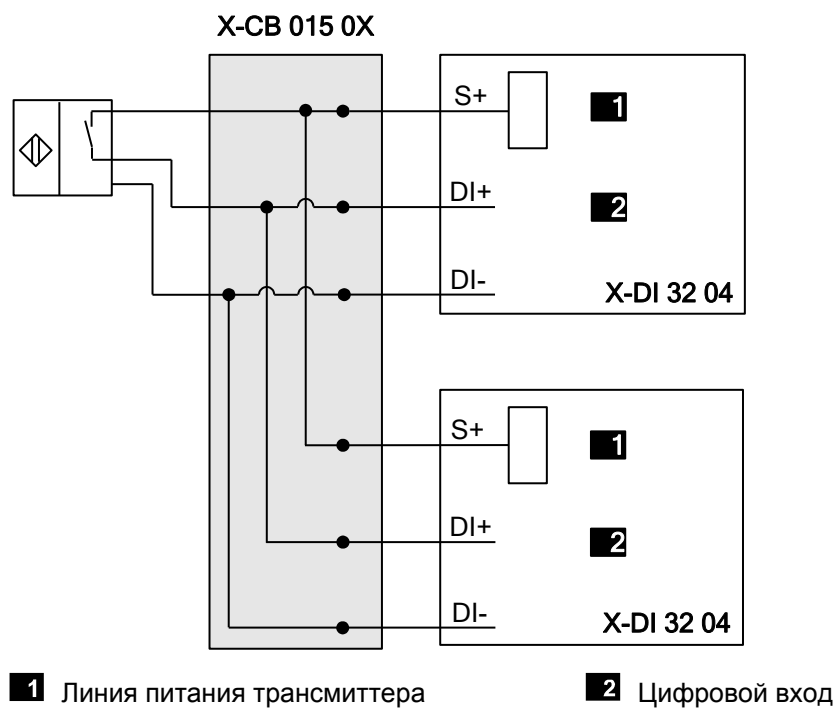 X-CB 015 0X
S+
1
DI+
2
DI-
X-DI 32 04
S+
1
DI+
2
DI-
X-DI 32 04
1 Линия питания трансмиттера
2 Цифровой вход